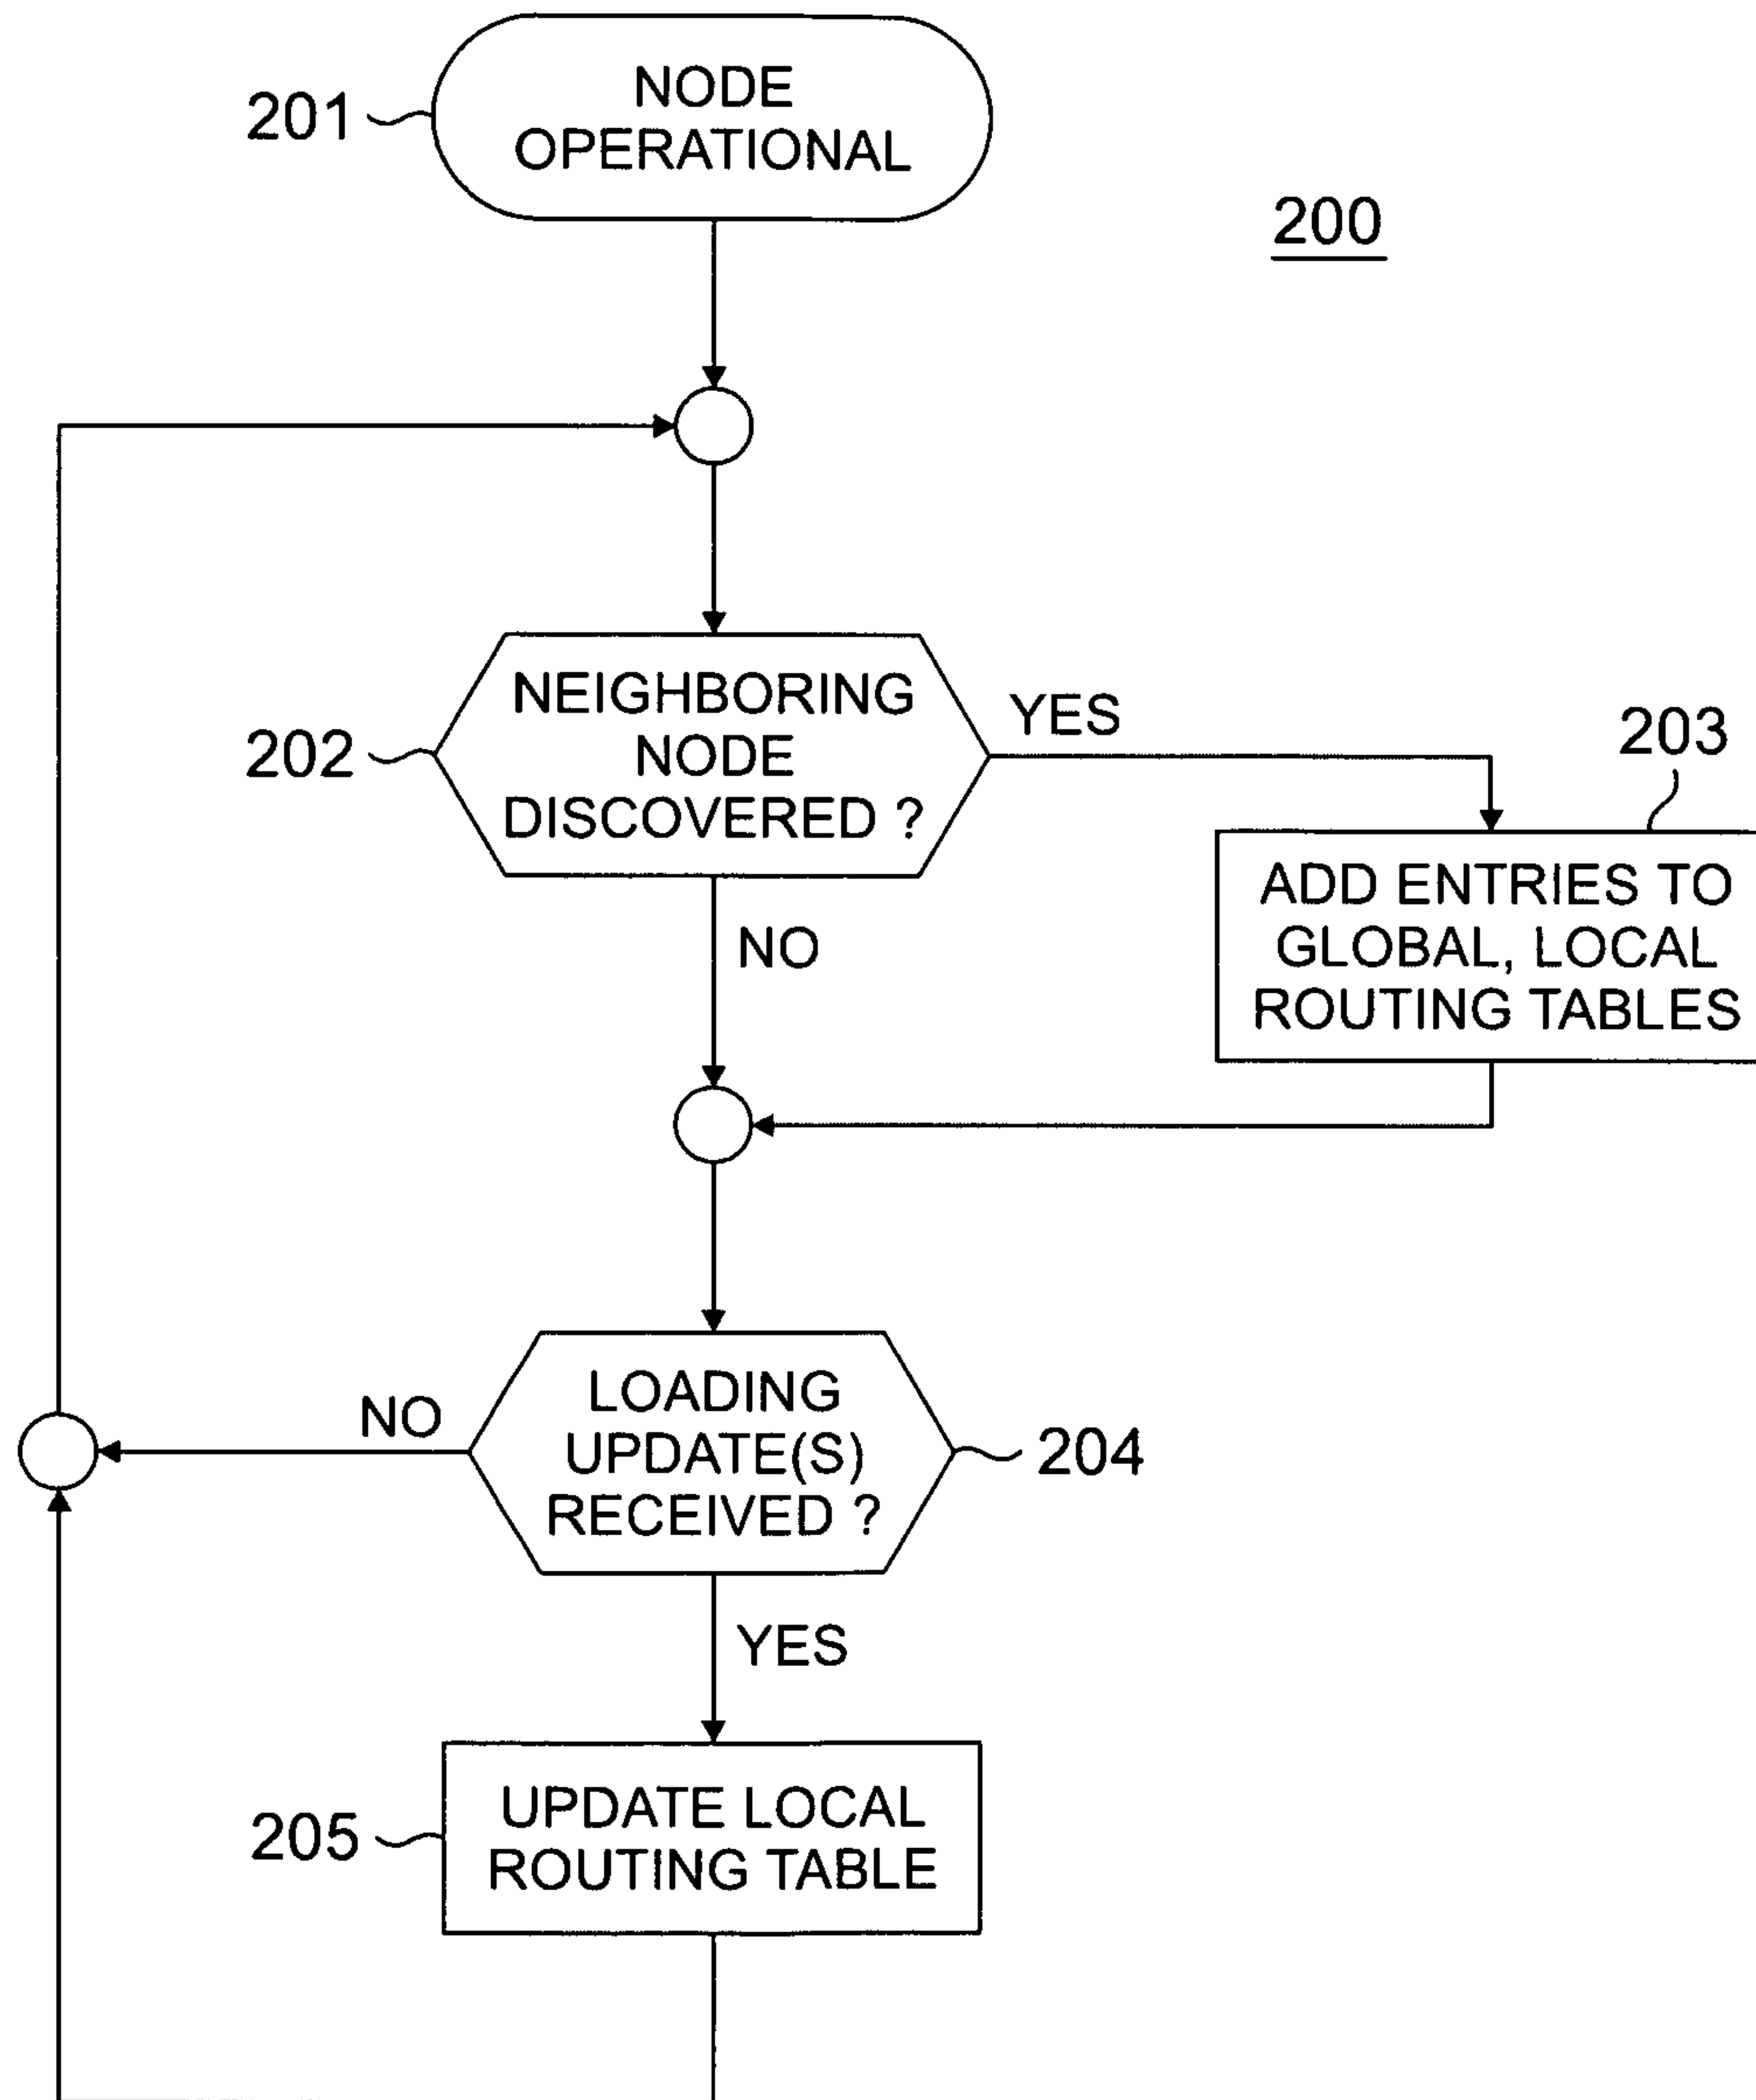 NODE
OPERATIONAL
201
200
NEIGHBORING
NODE
DISCOVERED ?
202
YES
203
ADD ENTRIES TO
GLOBAL, LOCAL
ROUTING TABLES
NO
LOADING
UPDATE(S)
RECEIVED ?
NO
204
YES
UPDATE LOCAL
ROUTING TABLE
205